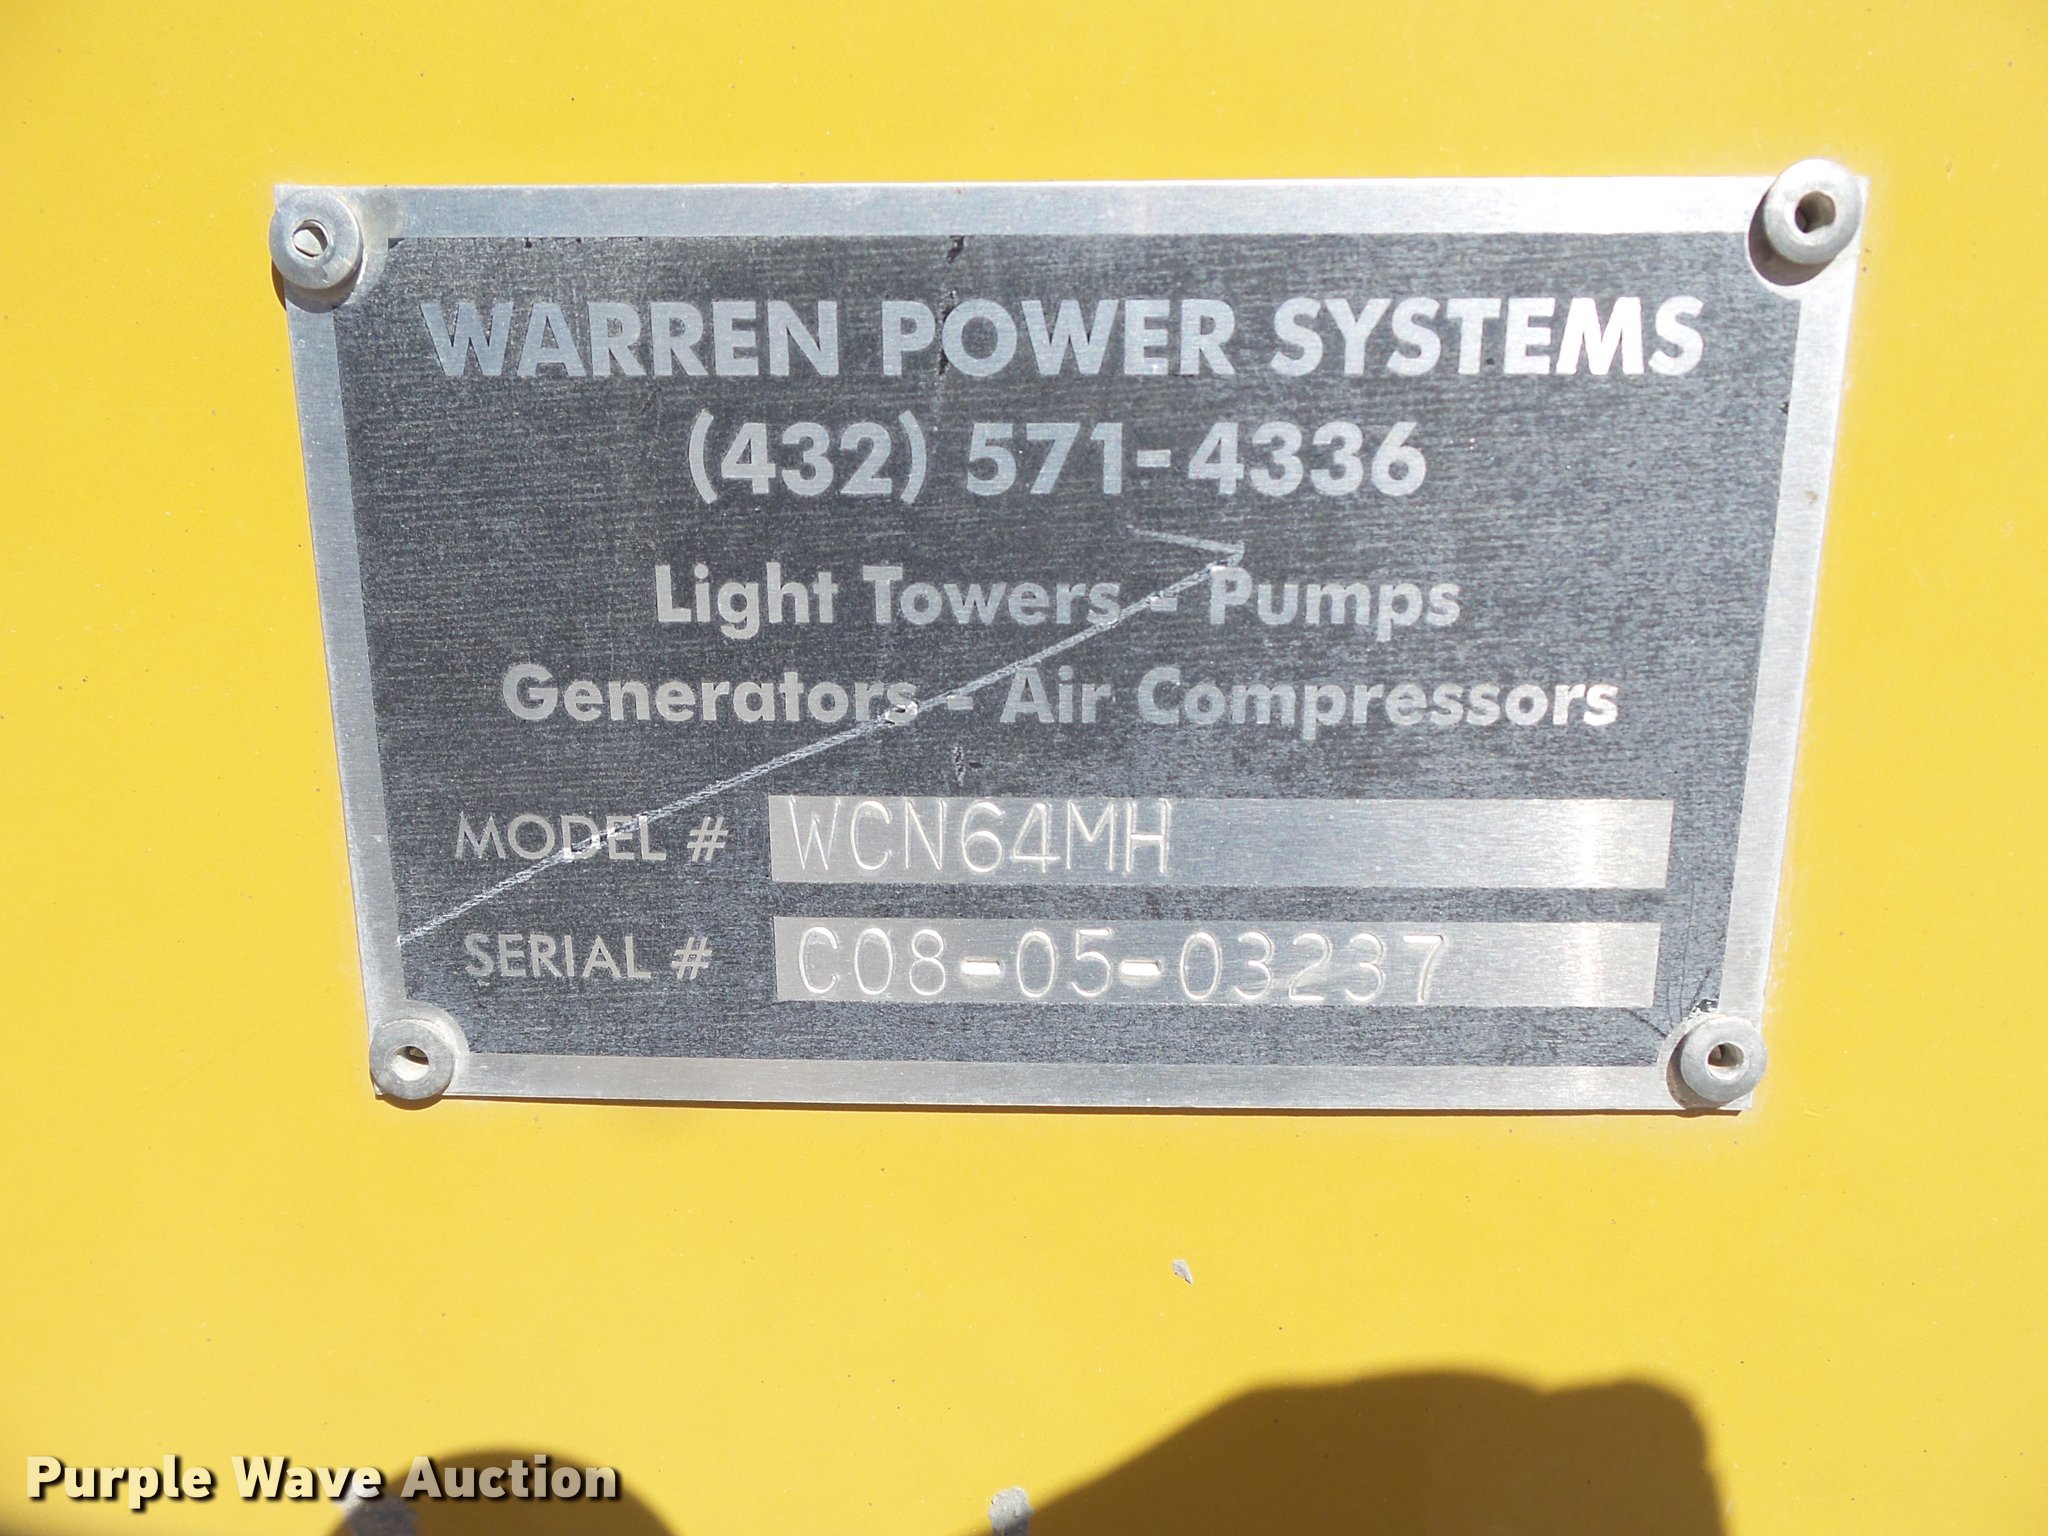 WARREN POWER SYSTEMS
(432) 571-4336
Light Towers - Pumps
Generators - Air Compressors
MODEL # WCN64MH
SERIAL # C08-05-03237
Purple Wave Auction